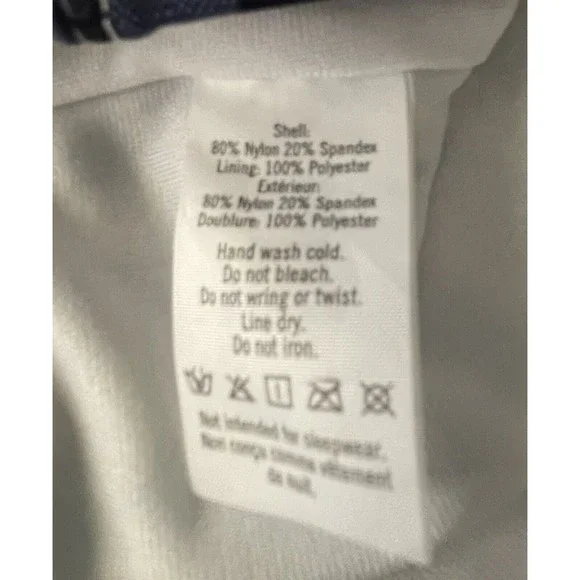 Shell:
80% Nylon 20% Spandex
Lining: 100% Polyester
Extérieur:
80% Nylon 20% Spandex
Doublure: 100% Polyester
Hand wash cold.
Do not bleach.
Do not wring or twist.
Line dry.
Do not iron.
Not intended for sleepwear.
Non conçu comme vêtement
de nuit.